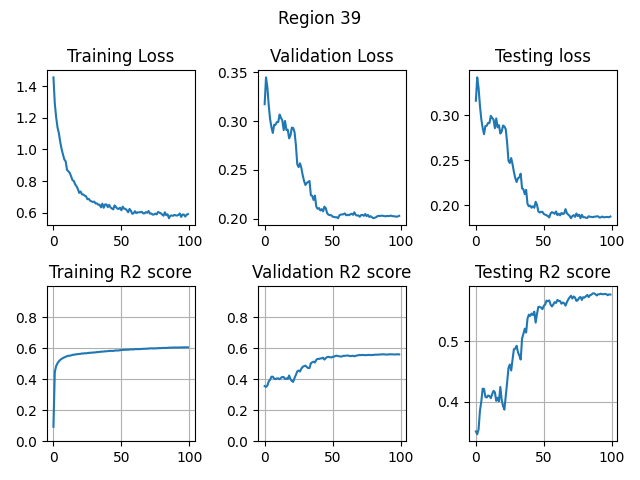 Region 39
Training Loss
Validation Loss
Testing loss
1.4
1.2
1.0
0.8
0.6
0 50 100
0.35
0.30
0.25
0.20
0 50 100
0.30
0.25
0.20
0 50 100
Training R2 score
Validation R2 score
Testing R2 score
0.8
0.6
0.4
0.2
0.0
0 50 100
0.8
0.6
0.4
0.2
0.0
0 50 100
0.5
0.4
0 50 100